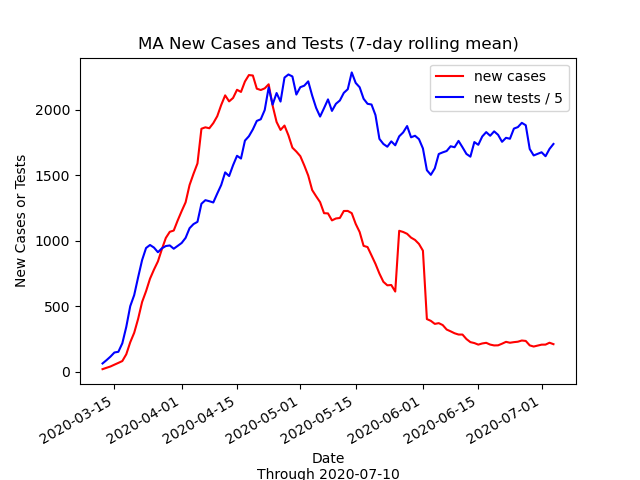 MA New Cases and Tests (7-day rolling mean)
new cases
new tests / 5
New Cases or Tests
2000
1500
1000
500
0
2020-03-15
2020-04-01
2020-04-15
2020-05-01
2020-05-15
2020-06-01
2020-06-15
2020-07-01
Date
Through 2020-07-10